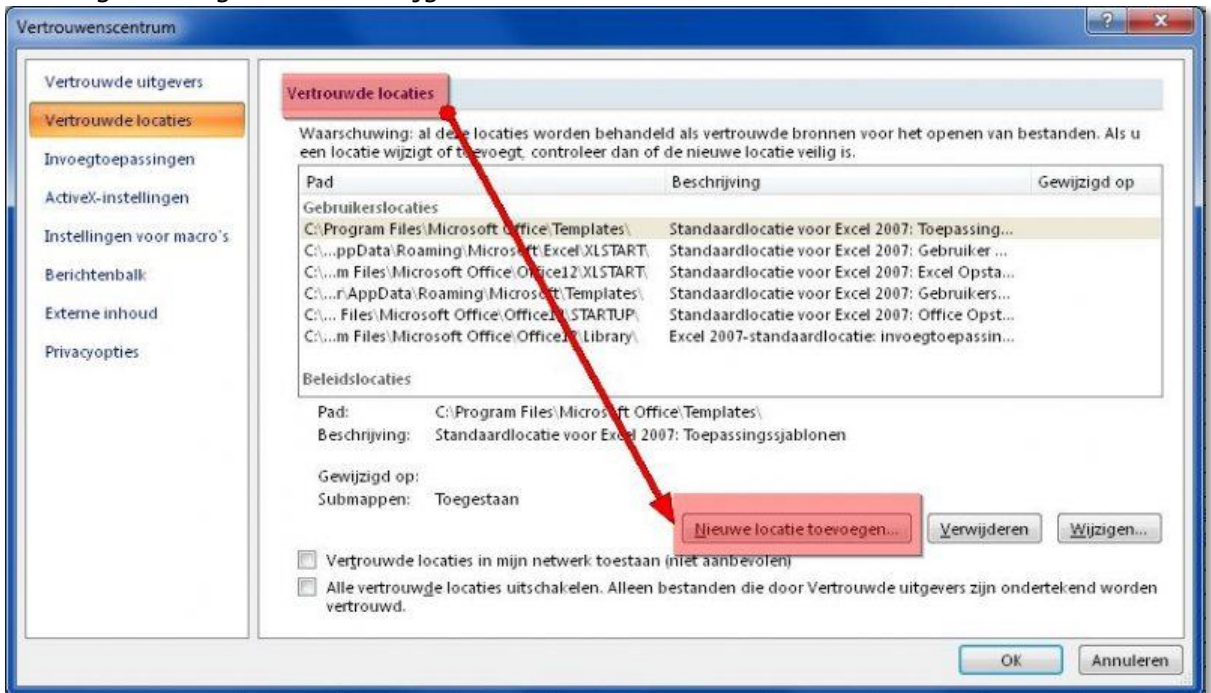 Vertrouwenscentrum
Vertrouwde uitgevers
Vertrouwde locaties
Invoegtoepassingen
ActiveX-instellingen
Instellingen voor macro's
Berichtenbalk
Externe inhoud
Privacyopties
Vertrouwde locaties
Waarschuwing: al deze locaties worden behandeld als vertrouwde bronnen voor het openen van bestanden. Als u
een locatie wijzigt of toevoegt, controleer dan of de nieuwe locatie veilig is.
Pad Beschrijving Gewijzigd op
Gebruikerslocaties
C:\Program Files\Microsoft Office\Templates\ Standaardlocatie voor Excel 2007: Toepassing...
C:\...ppData\Roaming\Microsoft\Excel\XLSTART\ Standaardlocatie voor Excel 2007: Gebruiker ...
C:\...m Files\Microsoft Office\Office12\XLSTART\ Standaardlocatie voor Excel 2007: Excel Opsta...
C:\...r\AppData\Roaming\Microsoft\Templates\ Standaardlocatie voor Excel 2007: Gebruikers...
C:\... Files\Microsoft Office\Office12\STARTUP\ Standaardlocatie voor Excel 2007: Office Opst...
C:\...m Files\Microsoft Office\Office12\Library\ Excel 2007-standaardlocatie: invoegtoepassin...
Beleidslocaties
Pad: C:\Program Files\Microsoft Office\Templates\
Beschrijving: Standaardlocatie voor Excel 2007: Toepassingssjablonen
Gewijzigd op:
Submappen: Toegestaan
Nieuwe locatie toevoegen... Verwijderen Wijzigen...
Vertrouwde locaties in mijn netwerk toestaan (niet aanbevolen)
Alle vertrouwde locaties uitschakelen. Alleen bestanden die door Vertrouwde uitgevers zijn ondertekend worden
vertrouwd.
OK Annuleren